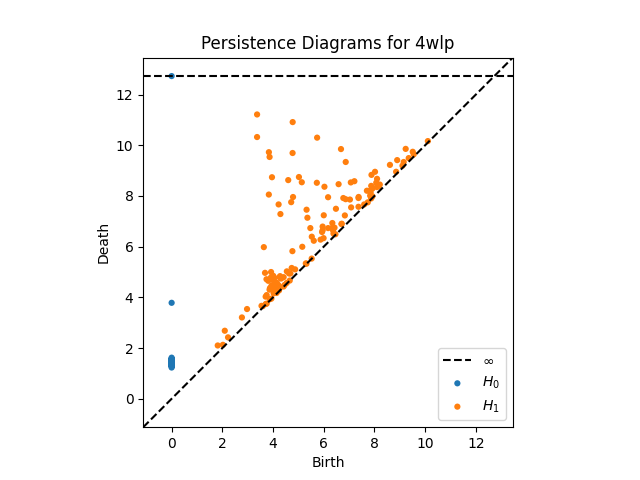 Persistence Diagrams for 4wlp
12
10
8
6
4
2
0
Death
0 2 4 6 8 10 12
Birth
∞
H₀
H₁